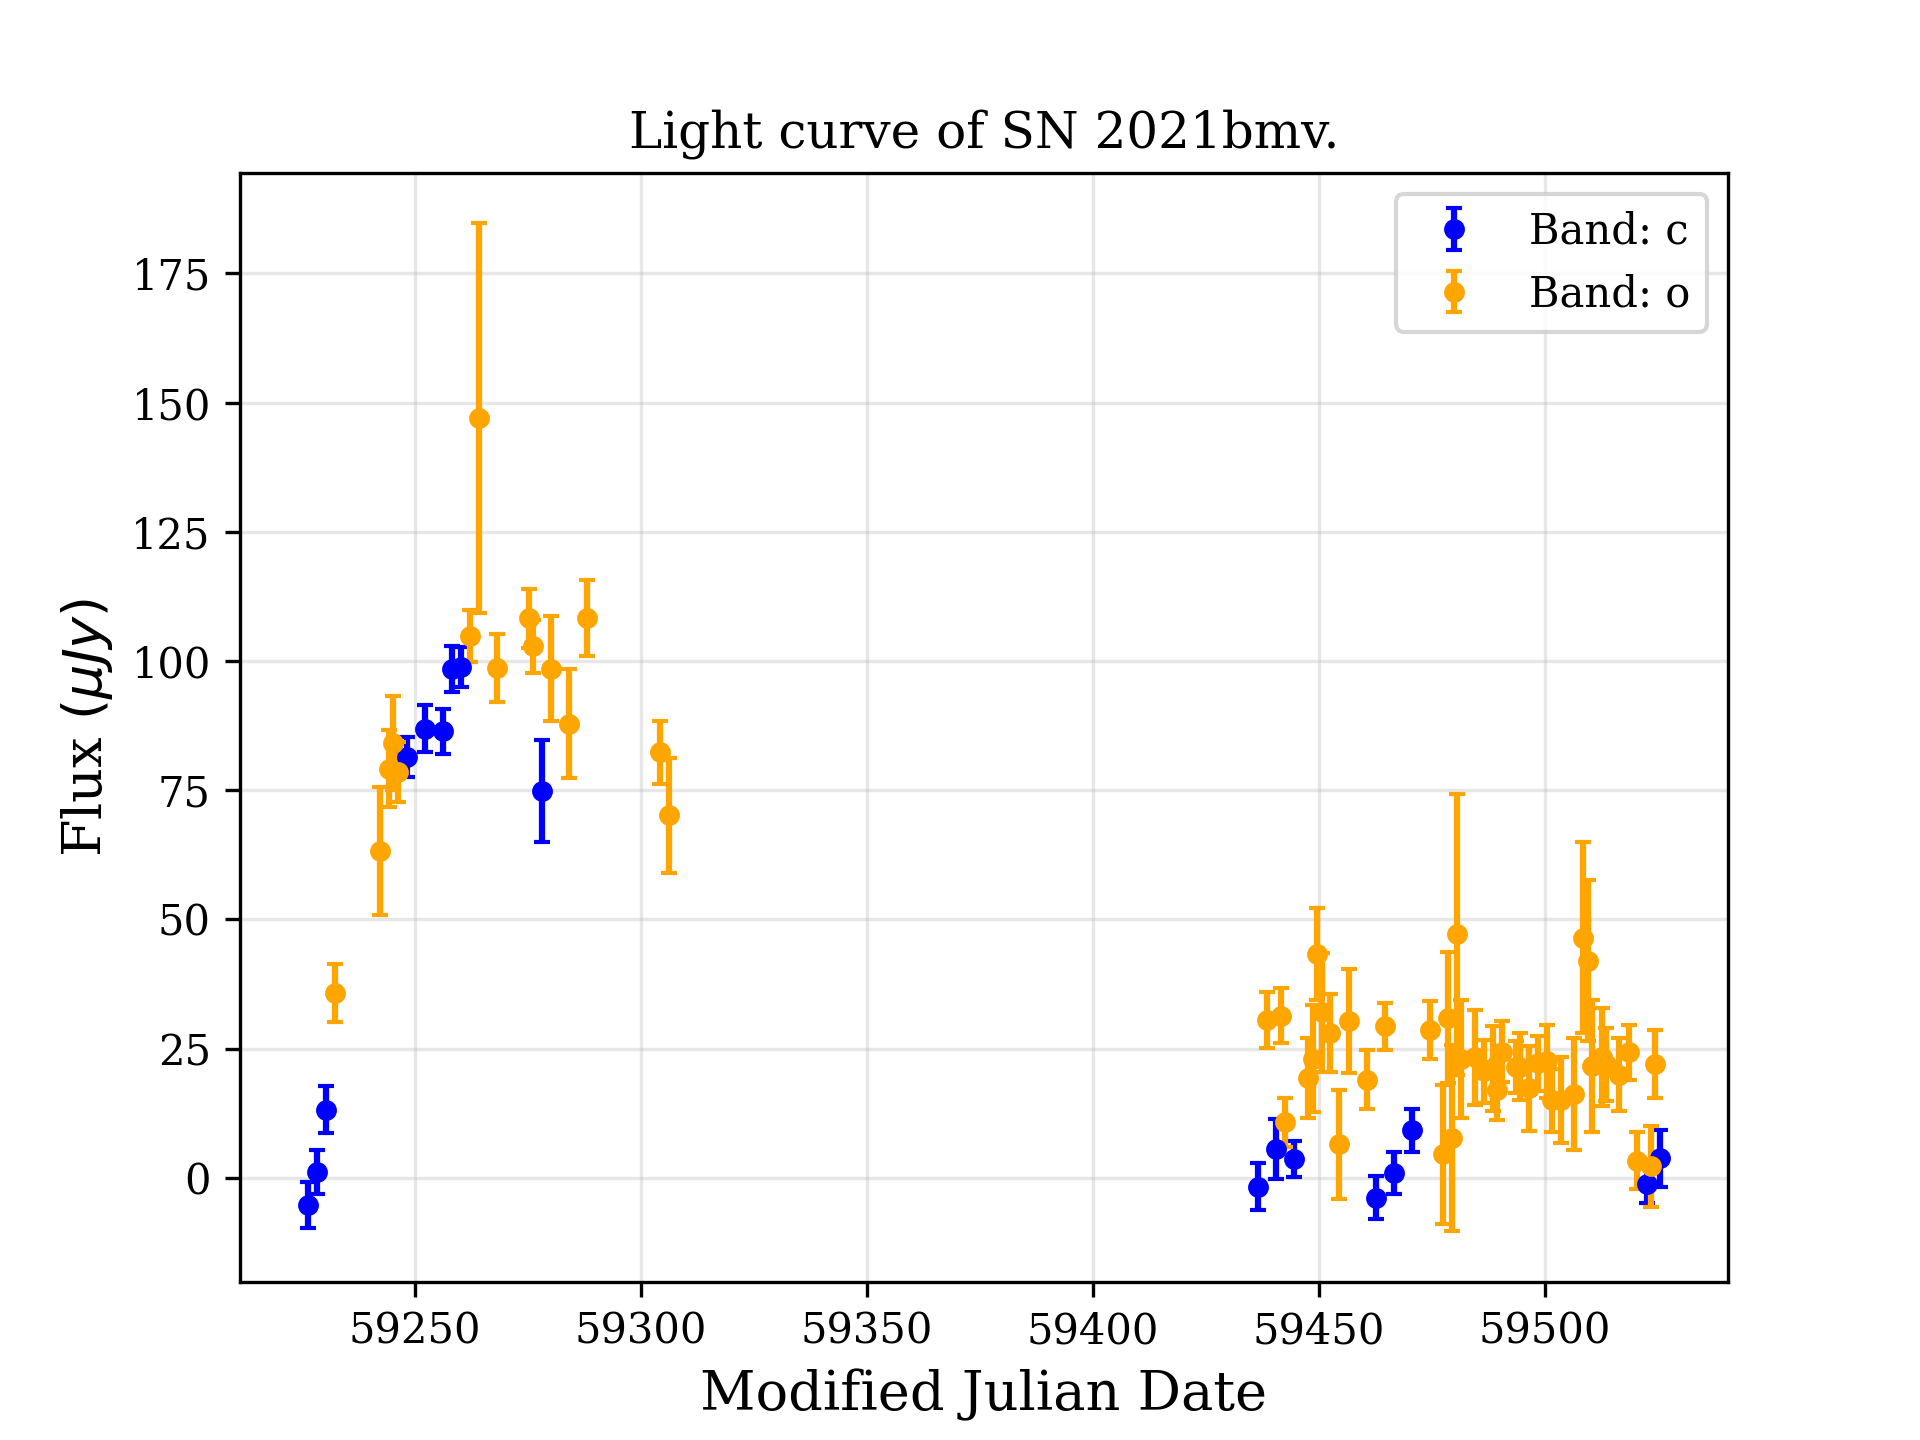 Light curve of SN 2021bmv.
Band: c
Band: o
175
150
125
100
75
50
25
0
Flux (μJy)
59250 59300 59350 59400 59450 59500
Modified Julian Date